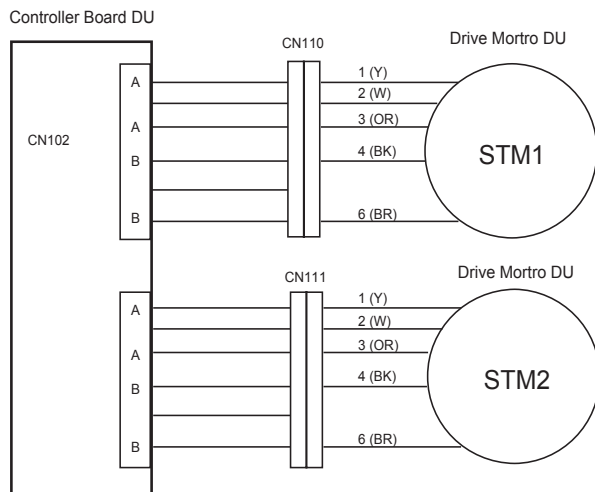 Controller Board DU
CN110
Drive Mortro DU
1 (Y)
A
2 (W)
3 (OR)
A
CN102
4 (BK)
B
STM1
6 (BR)
B
Drive Mortro DU
CN111
1 (Y)
A
2 (W)
3 (OR)
A
4 (BK)
B
STM2
6 (BR)
B